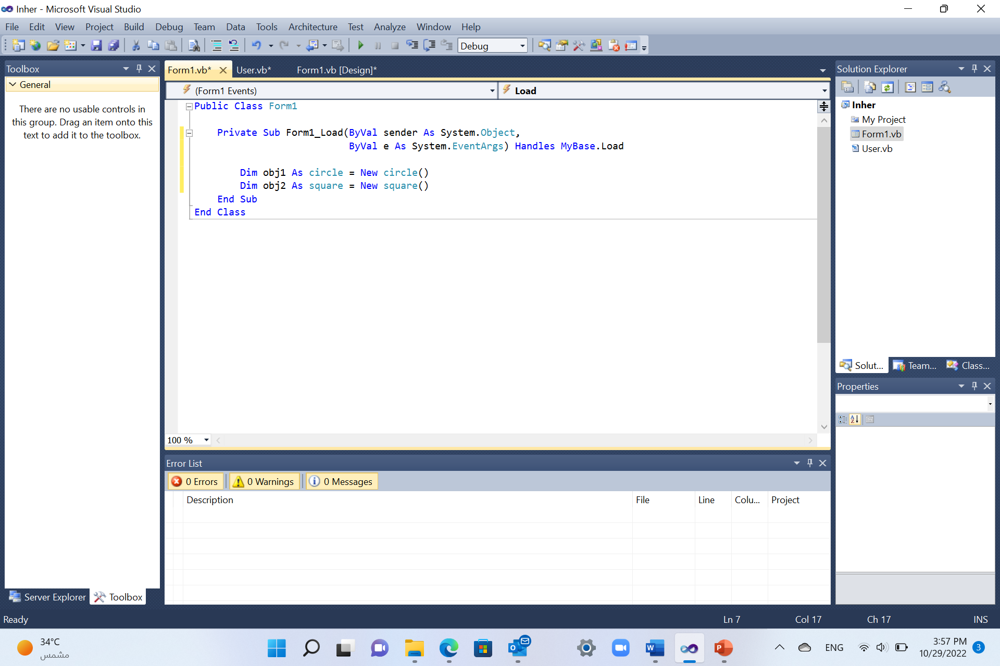 Inher - Microsoft Visual Studio
File Edit View Project Build Debug Team Data Tools Architecture Test Analyze Window Help
Debug
Toolbox
General
There are no usable controls in
this group. Drag an item onto this
text to add it to the toolbox.
Server Explorer
Toolbox
Form1.vb* User.vb* Form1.vb [Design]*
(Form1 Events) Load
Public Class Form1
Private Sub Form1_Load(ByVal sender As System.Object,
ByVal e As System.EventArgs) Handles MyBase.Load
Dim obj1 As circle = New circle()
Dim obj2 As square = New square()
End Sub
End Class
100 %
Error List
0 Errors 0 Warnings 0 Messages
Description File Line Colu... Project
Solution Explorer
Inher
My Project
Form1.vb
User.vb
Solut... Team... Class...
Properties
Ready Ln 7 Col 17 Ch 17 INS
34°C
مشمس
ENG
3:57 PM
10/29/2022
3